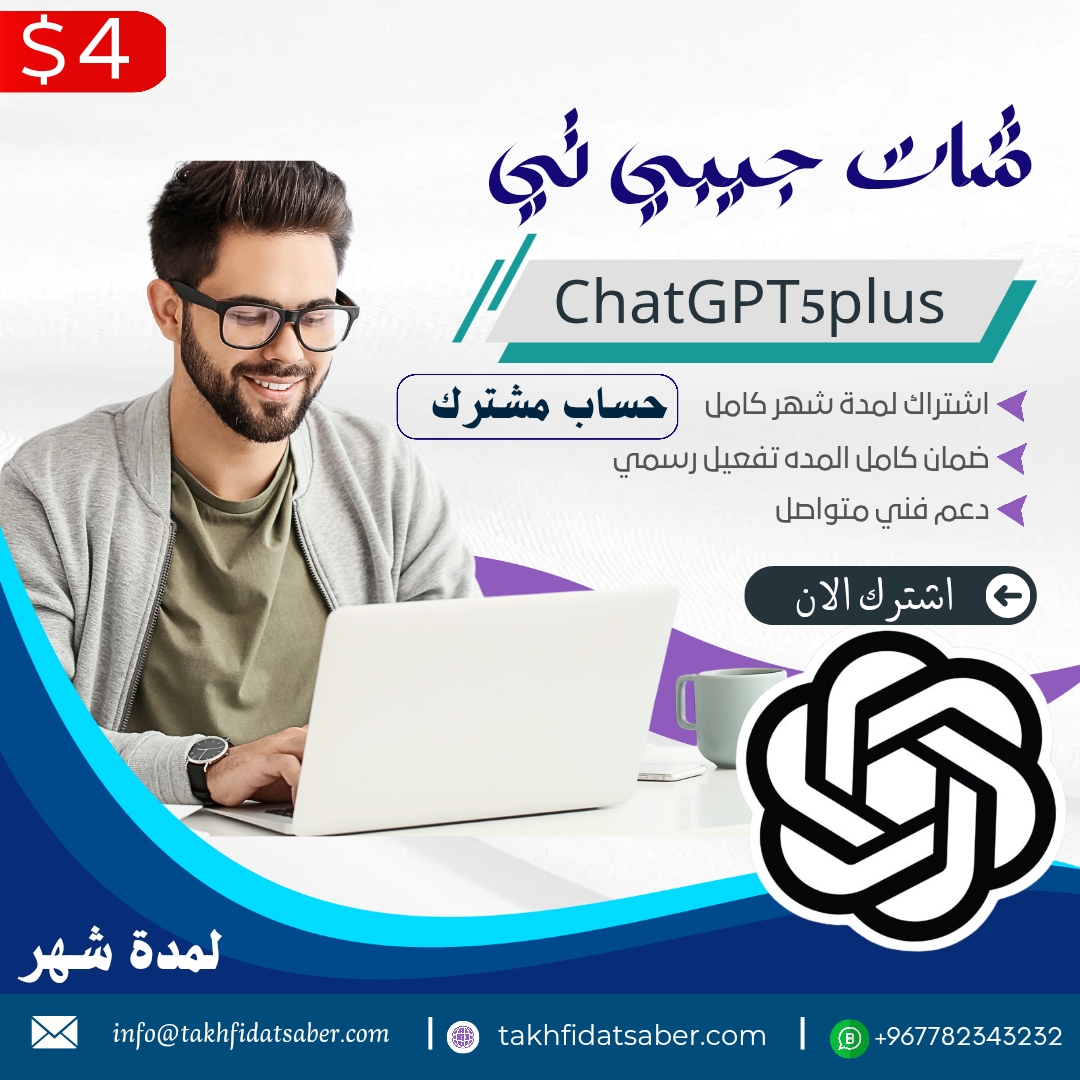 $4
شات جيبي تي
ChatGPT5plus
اشتراك لمدة شهر كامل
حساب مشترك
ضمان كامل المده تفعيل رسمي
دعم فني متواصل
اشترك الان
لمدة شهر
info@takhfidatsaber.com | takhfidatsaber.com | +967782343232